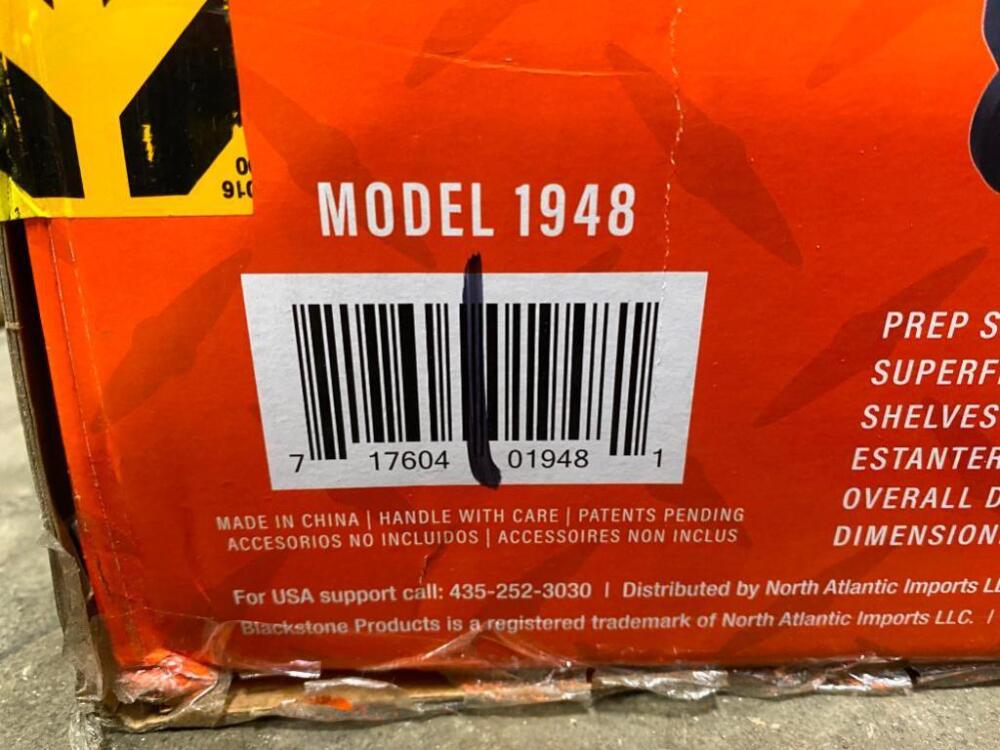 MODEL 1948
7 17604 01948 1
PREP
SHELVES
OVERALL
MADE IN CHINA | HANDLE WITH CARE | PATENTS PENDING
ACCESORIOS NO INCLUIDOS | ACCESSOIRES NON INCLUS
For USA support call: 435-252-3030 | Distributed by North Atlantic Imports
Blackstone Products is a registered trademark of North Atlantic Imports LLC. /